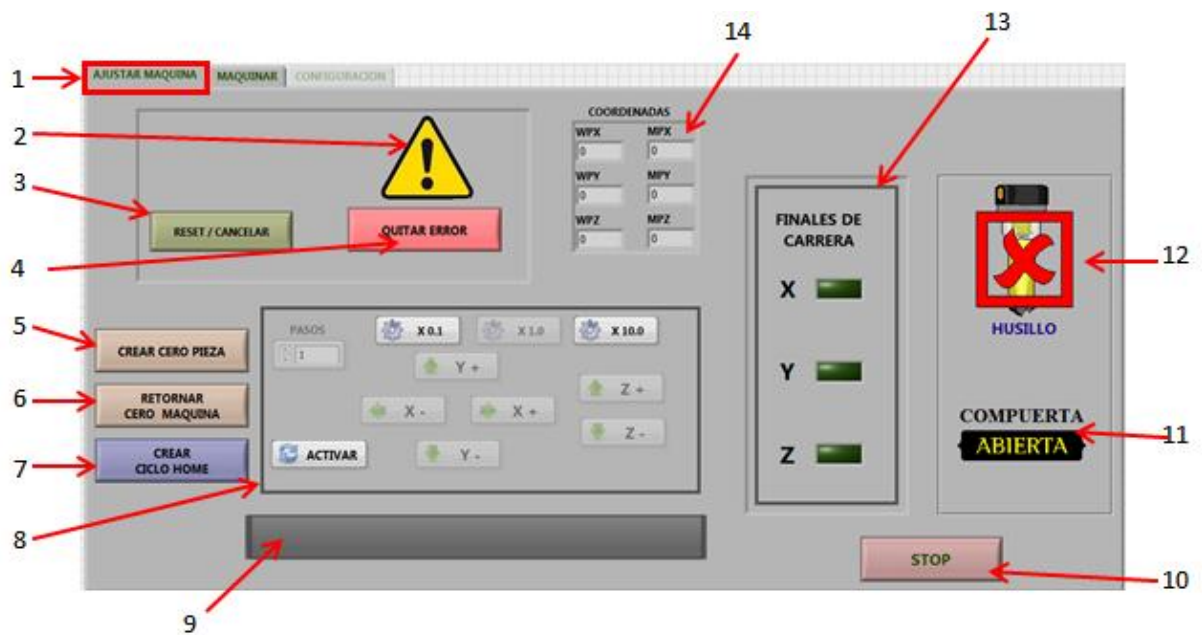 14
13
1
AJUSTAR MAQUINA MAQUINAR CONFIGURACION
2
3
4
RESET / CANCELAR
QUITAR ERROR
COORDENADAS
WPX MPX
0 0
WPY MPY
0 0
WPZ MPZ
0 0
FINALES DE
CARRERA
X
Y
Z
12
HUSILLO
COMPUERTA
ABIERTA
11
5
CREAR CERO PIEZA
6
RETORNAR
CERO MAQUINA
7
CREAR
CICLO HOME
PASOS
1
X 0.1 X 1.0 X 10.0
Y +
X - X +
Y -
Z +
Z -
ACTIVAR
8
9
STOP
10